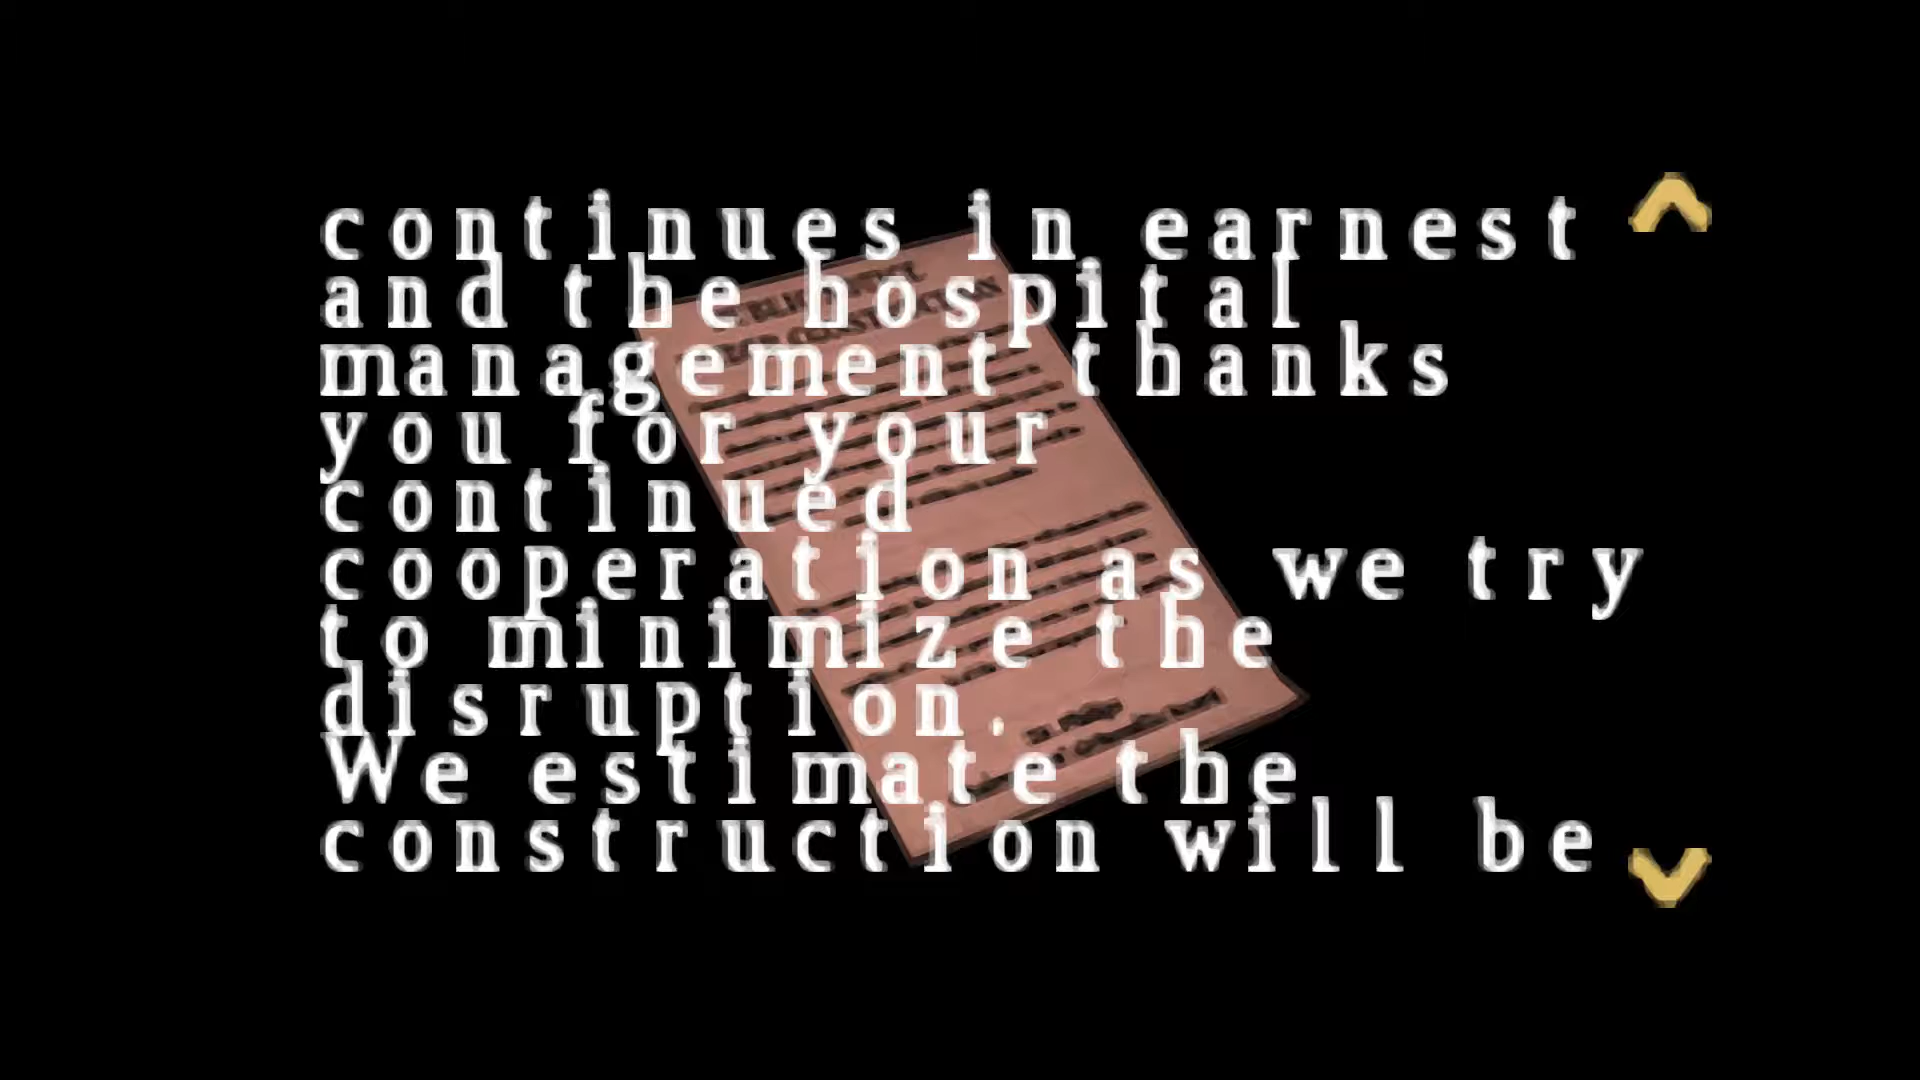 continues in earnest
and the hospital
management thanks
you for your
continued
cooperation as we try
to minimize the
disruption.
We estimate the
construction will be